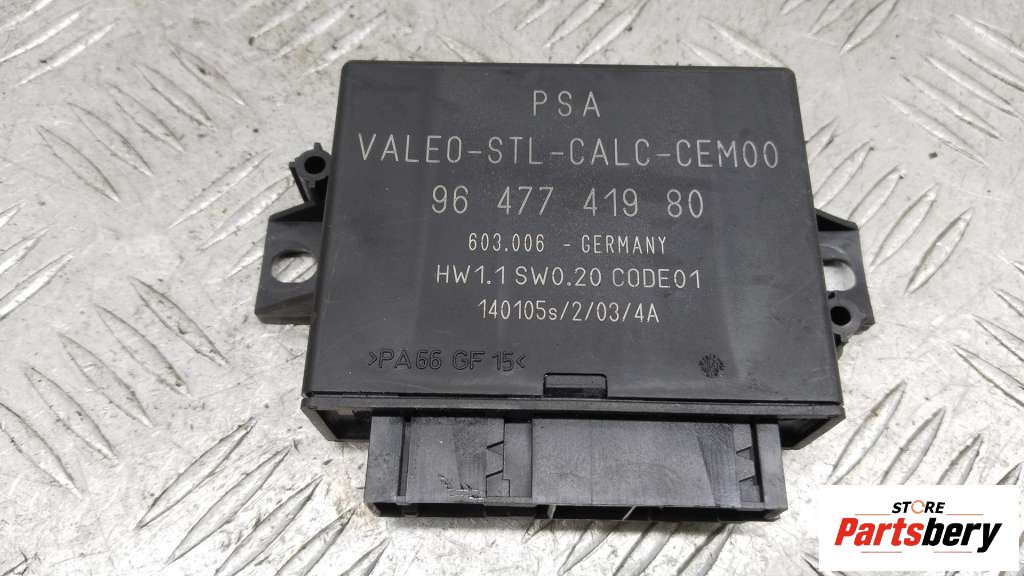 PSA
VALEO-STL-CALC-CEM00
96 477 419 80
603.006 - GERMANY
HW1.1 SW0.20 CODE01
140105s/2/03/4A
>PA66 GF 15<
STORE
Partsbery